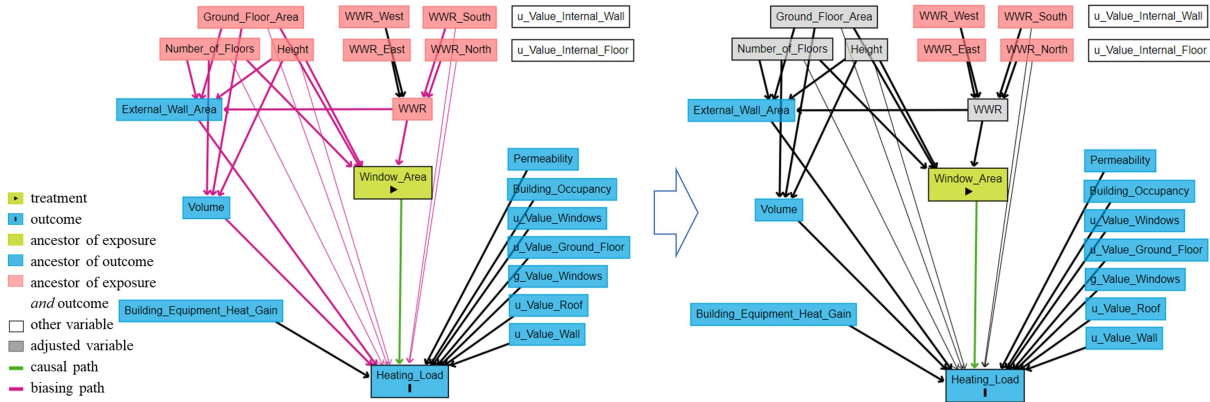 Ground_Floor_Area
WWR_West
WWR_South
u_Value_Internal_Wall
Number_of_Floors
Height
WWR_East
WWR_North
u_Value_Internal_Floor
External_Wall_Area
WWR
Window_Area
Permeability
Building_Occupancy
Volume
u_Value_Windows
u_Value_Ground_Floor
g_Value_Windows
Building_Equipment_Heat_Gain
u_Value_Roof
u_Value_Wall
Heating_Load
treatment
outcome
ancestor of exposure
ancestor of outcome
ancestor of exposure
and outcome
other variable
adjusted variable
causal path
biasing path
Ground_Floor_Area
WWR_West
WWR_South
u_Value_Internal_Wall
Number_of_Floors
Height
WWR_East
WWR_North
u_Value_Internal_Floor
External_Wall_Area
WWR
Window_Area
Permeability
Building_Occupancy
Volume
u_Value_Windows
u_Value_Ground_Floor
g_Value_Windows
Building_Equipment_Heat_Gain
u_Value_Roof
u_Value_Wall
Heating_Load